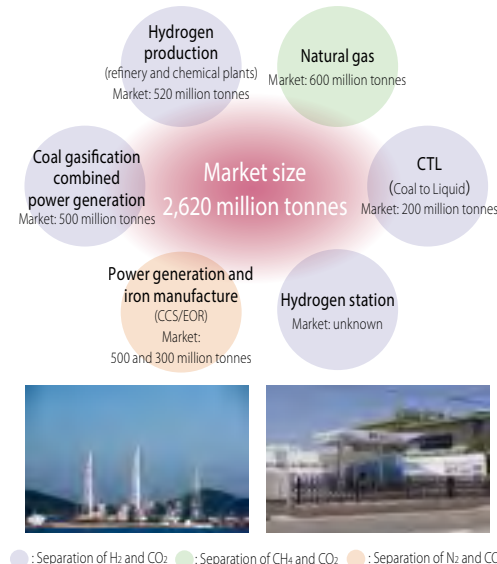 Hydrogen
production
(refinery and chemical plants)
Market: 520 million tonnes
Natural gas
Market: 600 million tonnes
Coal gasification
combined
power generation
Market: 500 million tonnes
Market size
2,620 million tonnes
CTL
(Coal to Liquid)
Market: 200 million tonnes
Power generation and
iron manufacture
(CCS/EOR)
Market:
500 and 300 million tonnes
Hydrogen station
Market: unknown
: Separation of H₂ and CO₂ : Separation of CH₄ and CO₂ : Separation of N₂ and